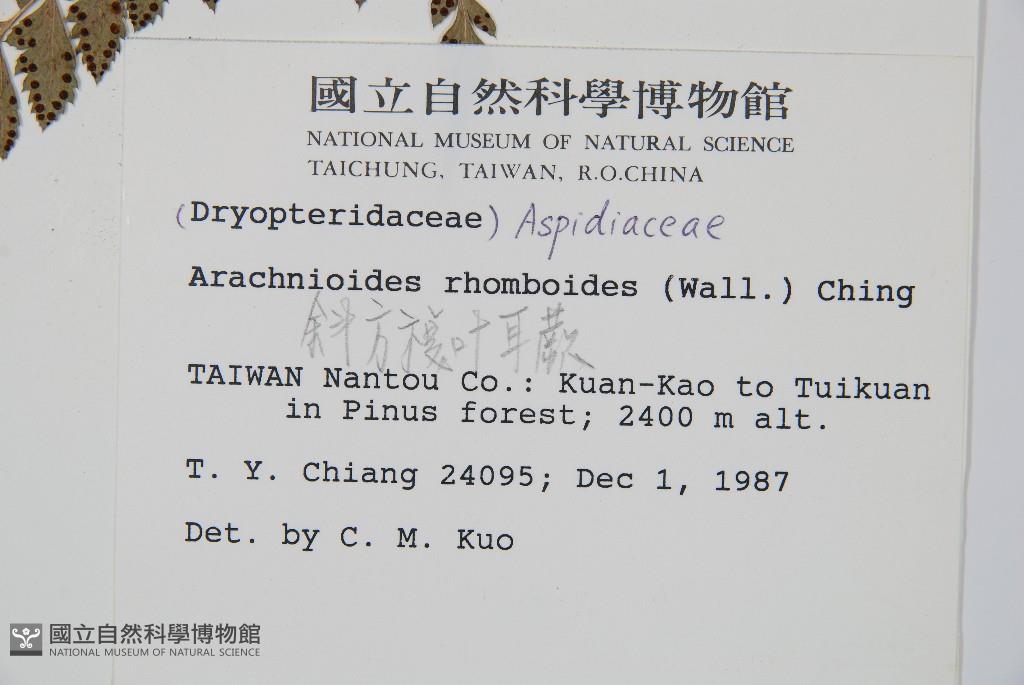 國立自然科學博物館
NATIONAL MUSEUM OF NATURAL SCIENCE
TAICHUNG, TAIWAN, R.O.CHINA
(Dryopteridaceae) Aspidiaceae
Arachnioides rhomboides (Wall.) Ching
斜方複叶耳蕨
TAIWAN Nantou Co.: Kuan-Kao to Tuikuan
in Pinus forest; 2400 m alt.
T. Y. Chiang 24095; Dec 1, 1987
Det. by C. M. Kuo
國立自然科學博物館
NATIONAL MUSEUM OF NATURAL SCIENCE